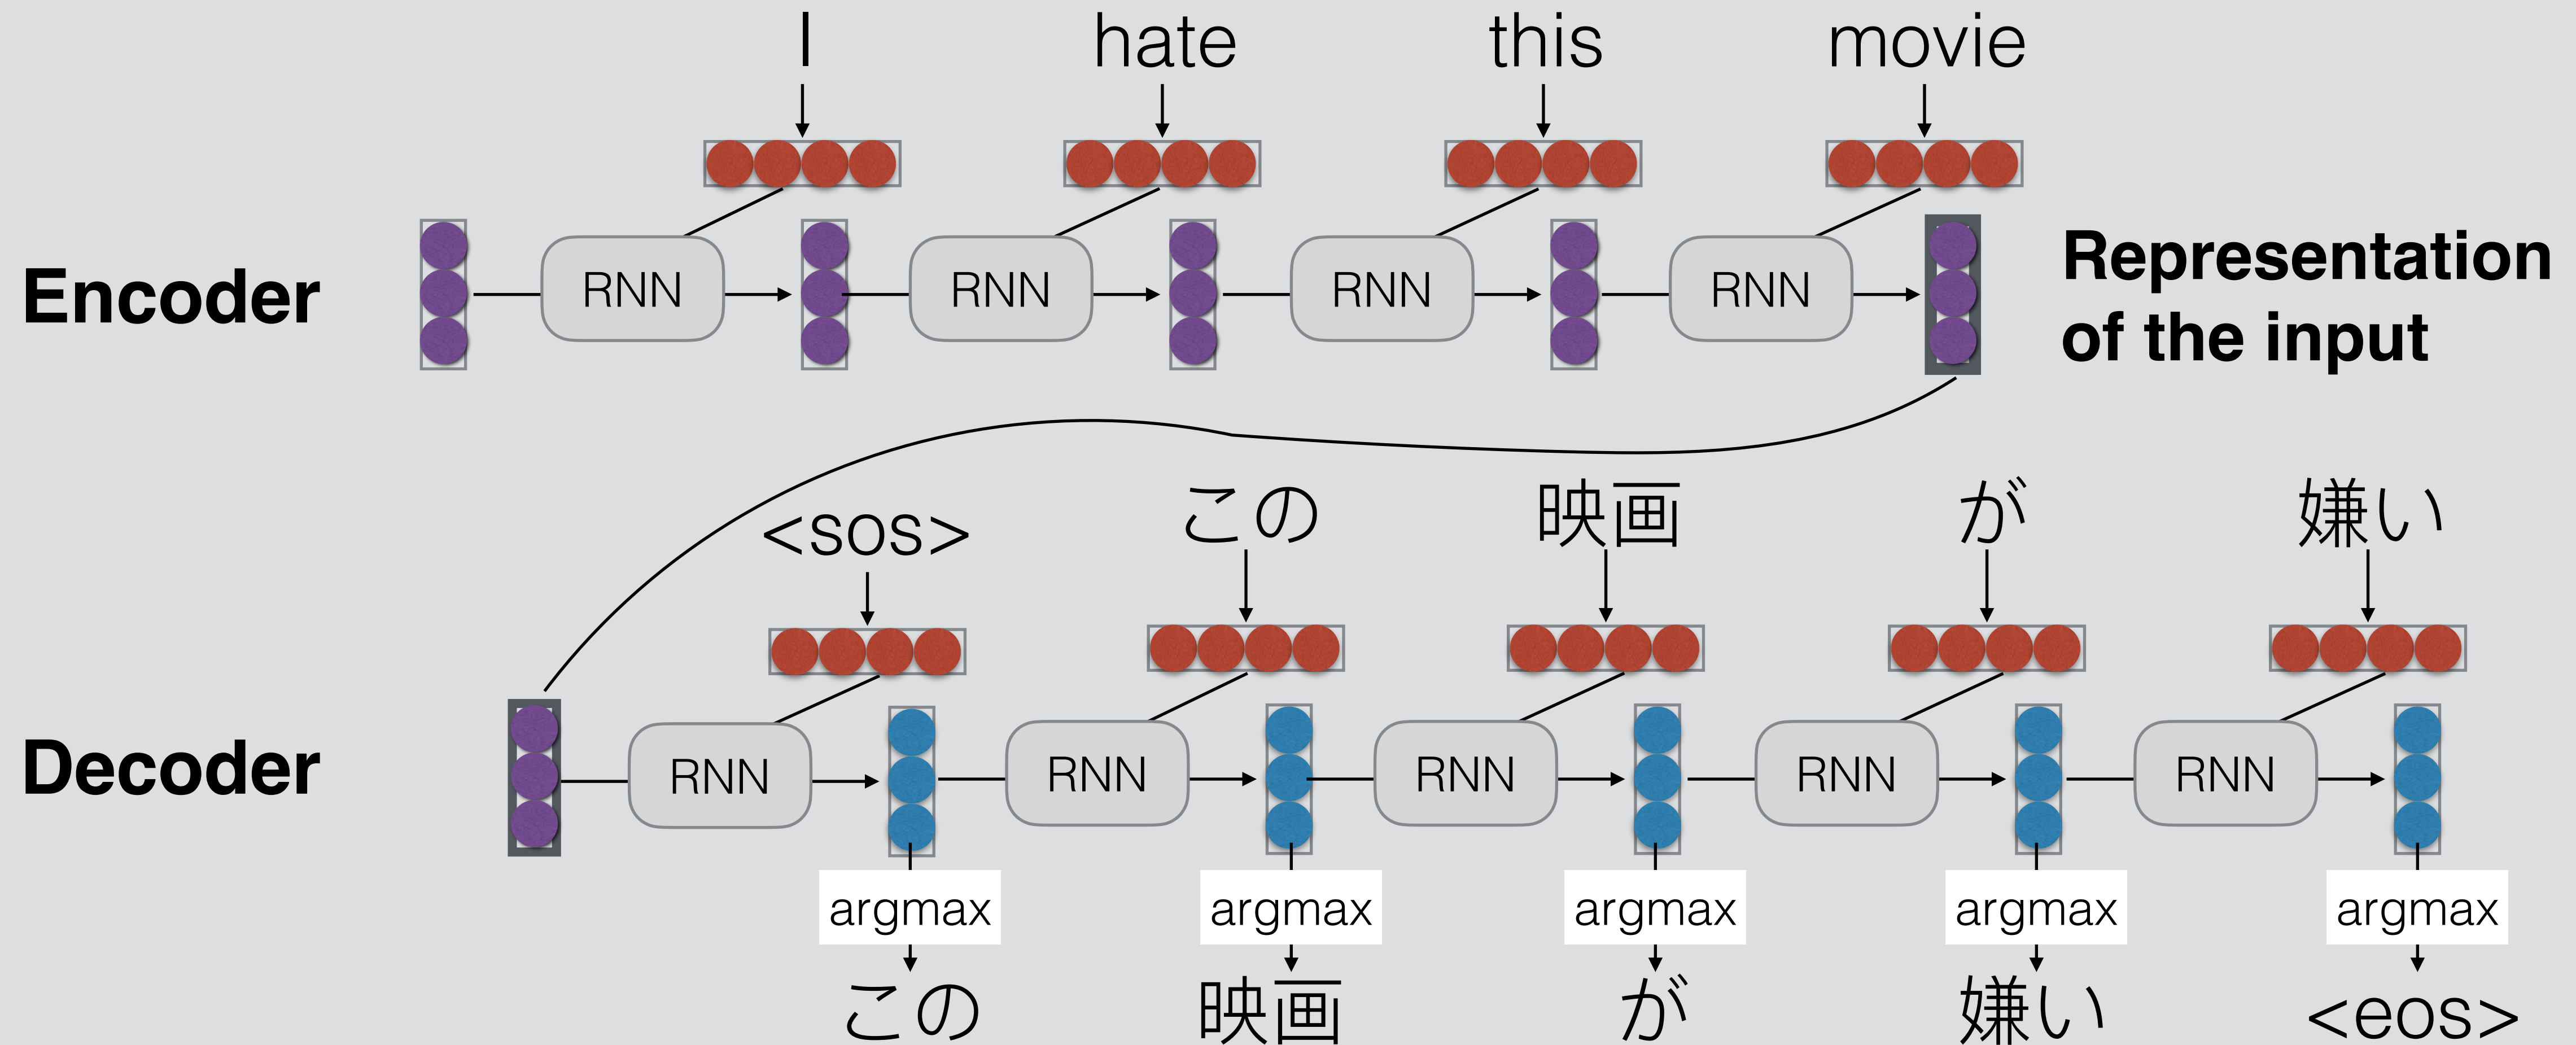 I hate this movie
Encoder
RNN RNN RNN RNN
Representation
of the input
<sos> この 映画 が 嫌い
Decoder
RNN RNN RNN RNN RNN
argmax argmax argmax argmax argmax
この 映画 が 嫌い <eos>